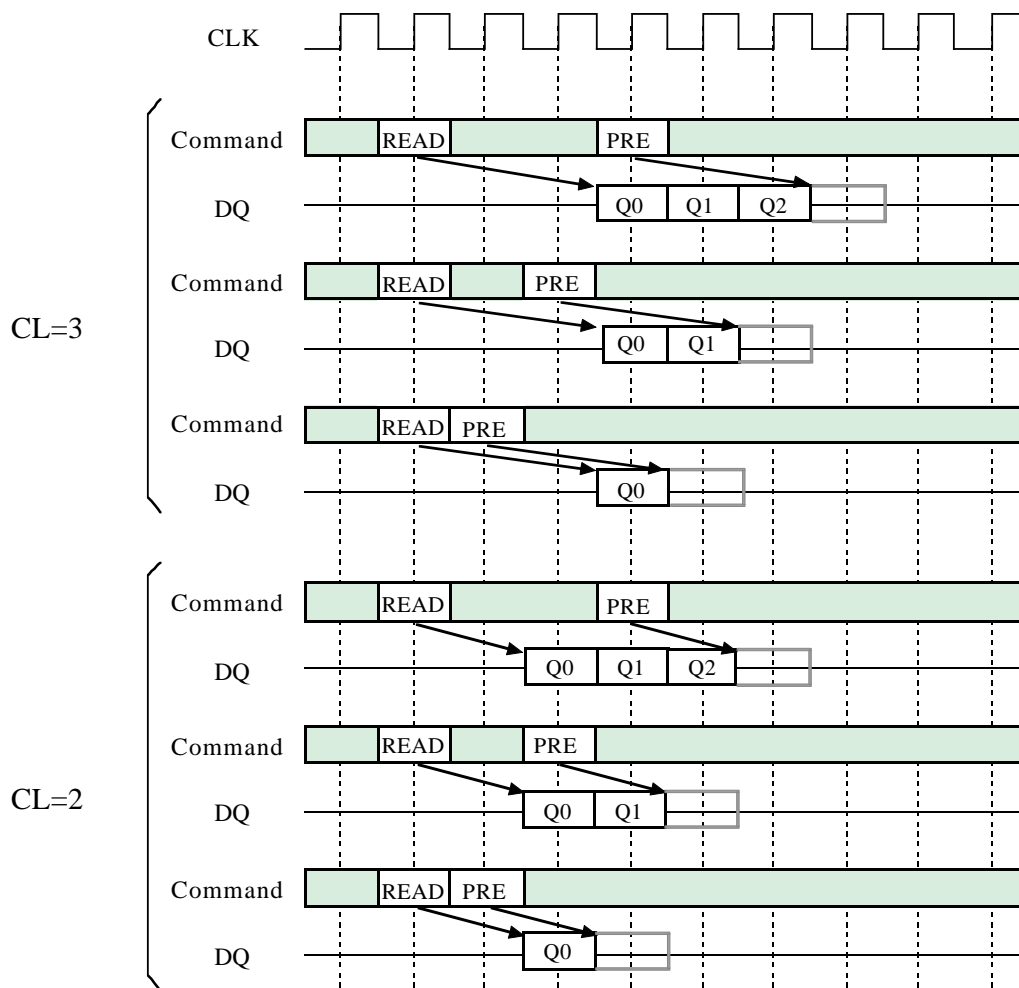 CLK
Command READ PRE
DQ Q0 Q1 Q2
Command READ PRE
CL=3
DQ Q0 Q1
Command READ PRE
DQ Q0
Command READ PRE
DQ Q0 Q1 Q2
Command READ PRE
CL=2
DQ Q0 Q1
Command READ PRE
DQ Q0